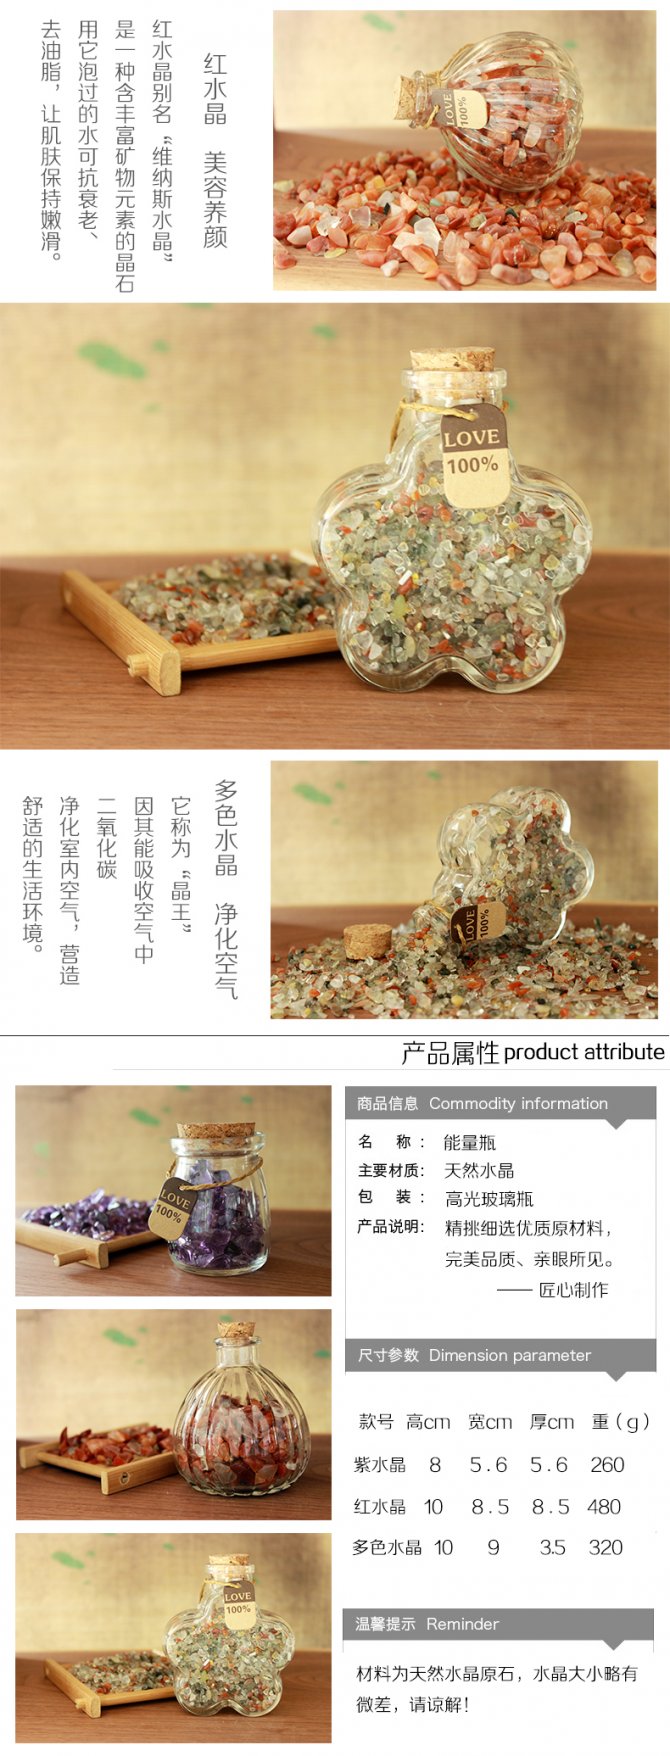 红水晶 美容养颜
红水晶别名“维纳斯水晶”
是一种含丰富矿物元素的晶石
用它泡过的水可抗衰老、
去油脂，让肌肤保持嫩滑。
LOVE
100%
LOVE
100%
多色水晶 净化空气
它称为“晶王”
因其能吸收空气中
二氧化碳
净化室内空气，营造
舒适的生活环境。
LOVE
100%
产品属性 product attribute
LOVE
100%
商品信息 Commodity information
名 称： 能量瓶
主要材质： 天然水晶
包 装： 高光玻璃瓶
产品说明： 精挑细选优质原材料，
完美品质、亲眼所见。
—— 匠心制作
尺寸参数 Dimension parameter
款号 高cm 宽cm 厚cm 重(g)
紫水晶 8 5.6 5.6 260
红水晶 10 8.5 8.5 480
多色水晶 10 9 3.5 320
LOVE
100%
温馨提示 Reminder
材料为天然水晶原石，水晶大小略有
微差，请谅解！